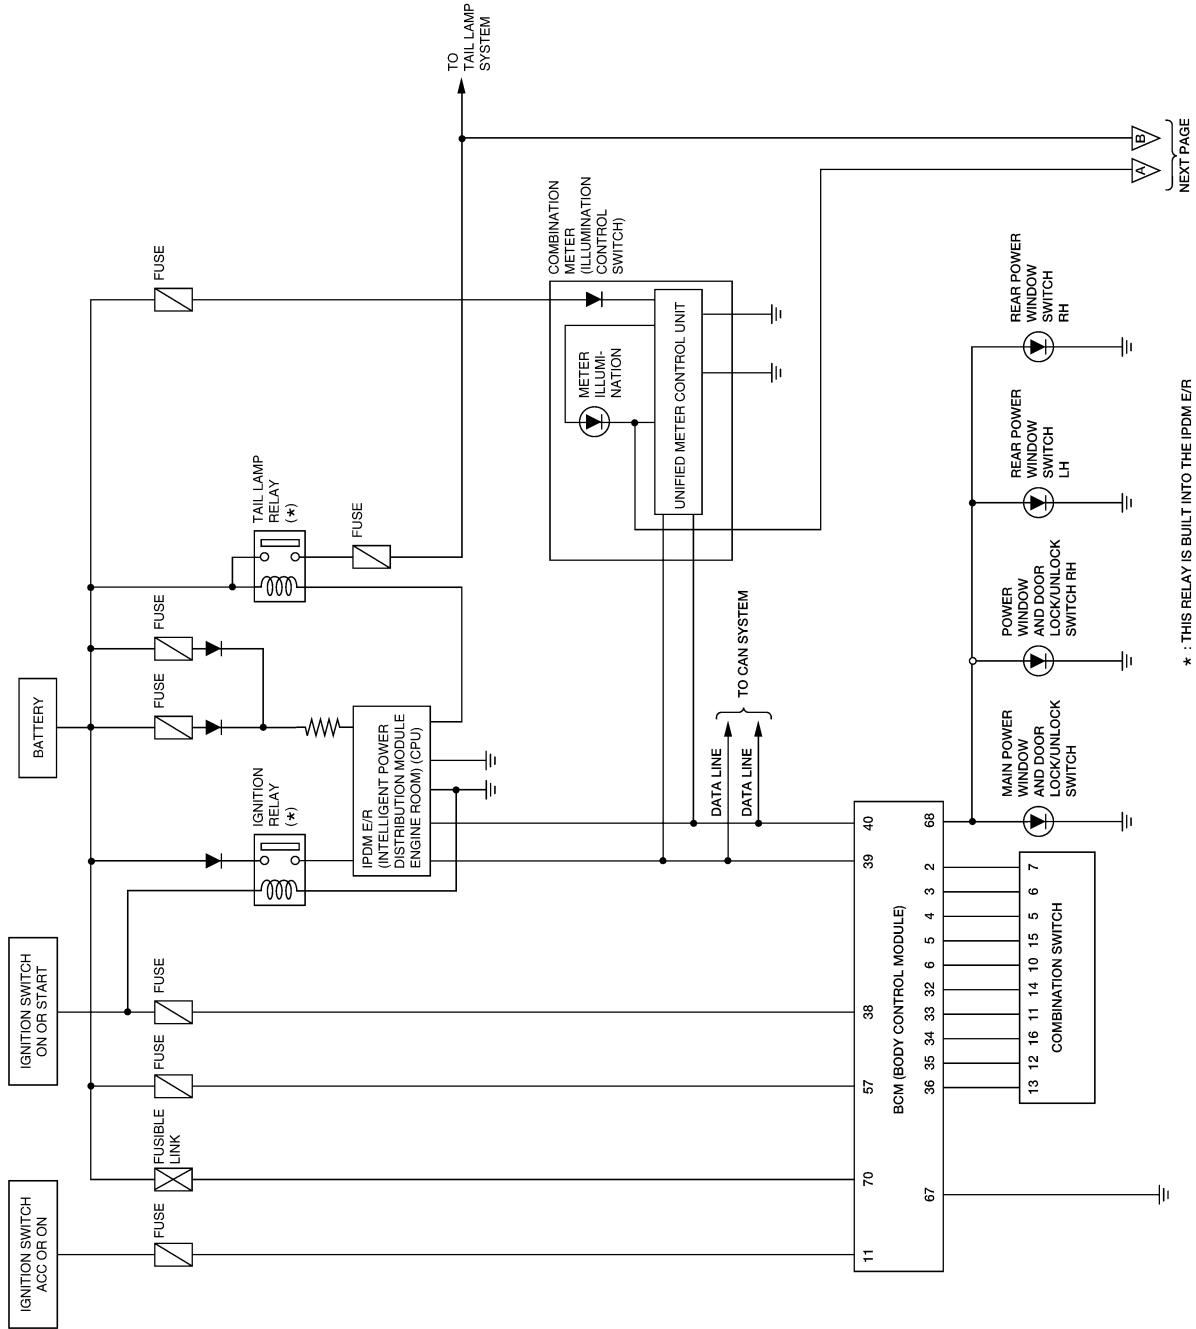 IGNITION SWITCH
ACC OR ON
IGNITION SWITCH
ON OR START
BATTERY
FUSE
FUSIBLE
LINK
FUSE
FUSE
IGNITION
RELAY
(*)
FUSE
FUSE
TAIL LAMP
RELAY
(*)
FUSE
FUSE
TO
TAIL LAMP
SYSTEM
IPDM E/R
(INTELLIGENT POWER
DISTRIBUTION MODULE
ENGINE ROOM) (CPU)
COMBINATION
METER
(ILLUMINATION
CONTROL
SWITCH)
METER
ILLUMI-
NATION
UNIFIED METER CONTROL UNIT
DATA LINE
DATA LINE
TO CAN SYSTEM
11
70
57
38
39
40
BCM (BODY CONTROL MODULE)
67
36
35
34
33
32
6
5
4
3
2
68
13
12
16
11
14
10
15
5
6
7
COMBINATION SWITCH
MAIN POWER
WINDOW
AND DOOR
LOCK/UNLOCK
SWITCH
POWER
WINDOW
AND DOOR
LOCK/UNLOCK
SWITCH RH
REAR POWER
WINDOW
SWITCH
LH
REAR POWER
WINDOW
SWITCH
RH
A
B
NEXT PAGE
* : THIS RELAY IS BUILT INTO THE IPDM E/R